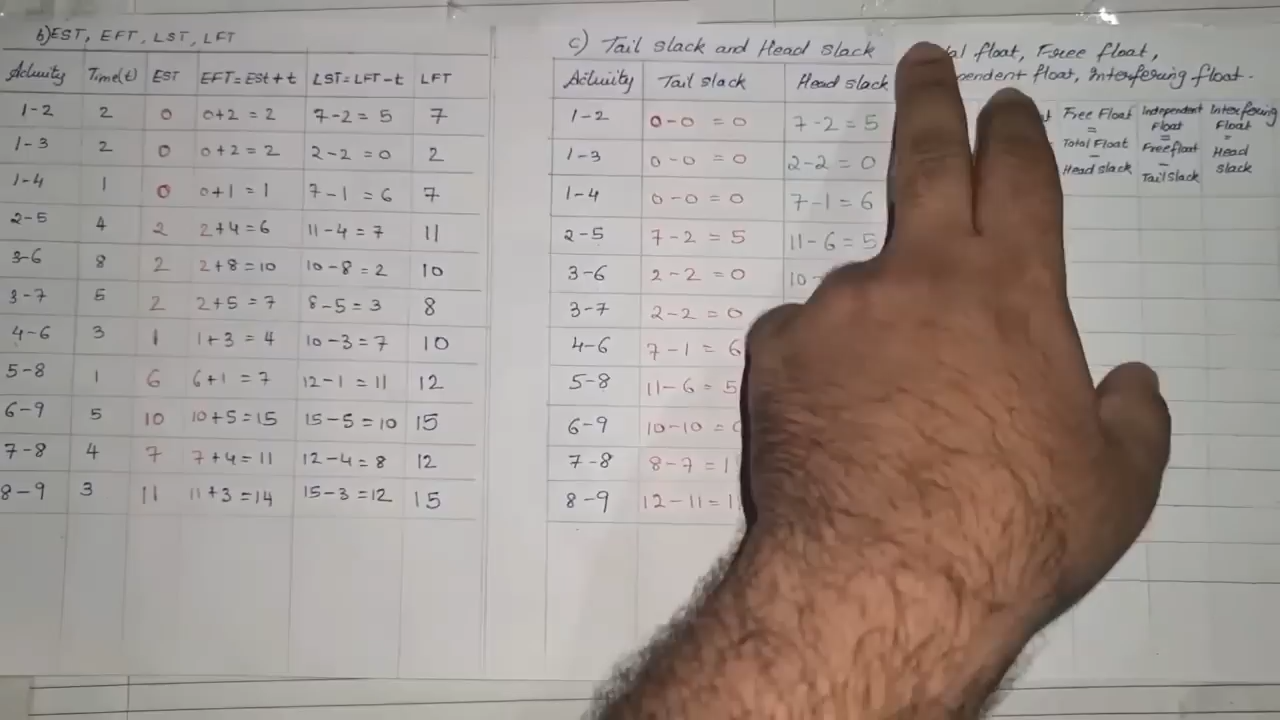 b) EST, EFT, LST, LFT
Activity Time(t) EST EFT=Est+t LST=LFT-t LFT
1-2 2 0 0+2=2 7-2=5 7
1-3 2 0 0+2=2 2-2=0 2
1-4 1 0 0+1=1 7-1=6 7
2-5 4 2 2+4=6 11-4=7 11
3-6 8 2 2+8=10 10-8=2 10
3-7 5 2 2+5=7 8-5=3 8
4-6 3 1 1+3=4 10-3=7 10
5-8 1 6 6+1=7 12-1=11 12
6-9 5 10 10+5=15 15-5=10 15
7-8 4 7 7+4=11 12-4=8 12
8-9 3 11 11+3=14 15-3=12 15
c) Tail slack and Head slack
Activity Tail slack Head slack
1-2 0-0=0 7-2=5
1-3 0-0=0 2-2=0
1-4 0-0=0 7-1=6
2-5 7-2=5 11-6=5
3-6 2-2=0 10
3-7 2-2=0
4-6 7-1=6
5-8 11-6=5
6-9 10-10=
7-8 8-7=1
8-9 12-11=1
float, Free float,
pendent float, Interfering float.
Free Float = Total Float - Head slack
Independent Float = Free float - Tail slack
Interfering Float = Head slack